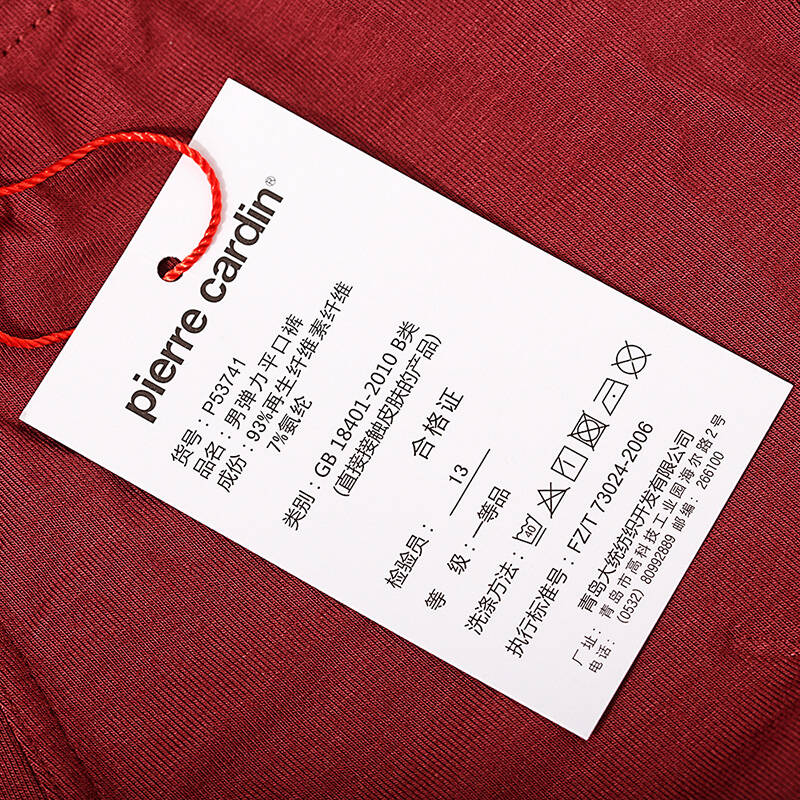 pierre cardin®
货号：P53741
品名：男弹力平口裤
成份：93%再生纤维素纤维
7%氨纶
类别：GB 18401-2010 B类
(直接接触皮肤的产品)
合格证
检验员： 13
等 级：一等品
洗涤方法： 40
执行标准号：FZ/T 73024-2006
青岛大统纺织开发有限公司
厂址：青岛市高科技工业园海尔路2号
电话：(0532) 80992889 邮编：266100